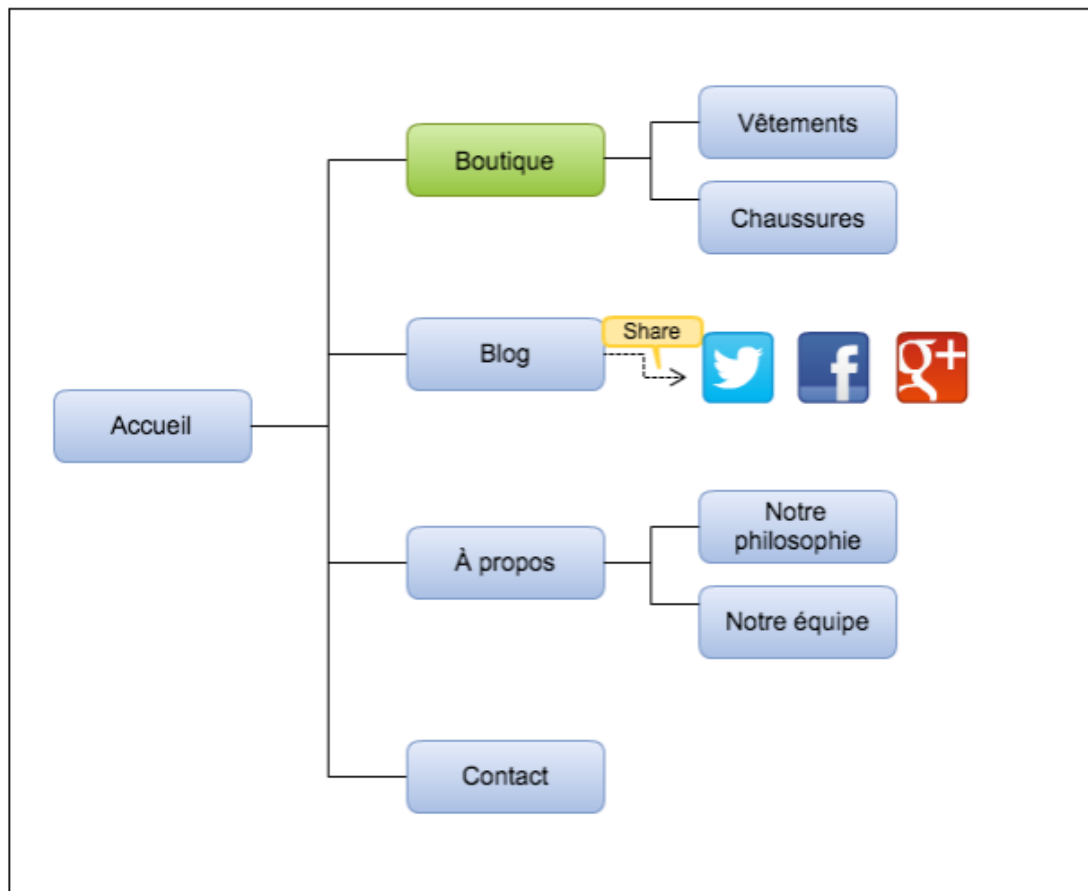 Boutique
Vêtements
Chaussures
Blog
Share
f
g+
Accueil
À propos
Notre
philosophie
Notre équipe
Contact